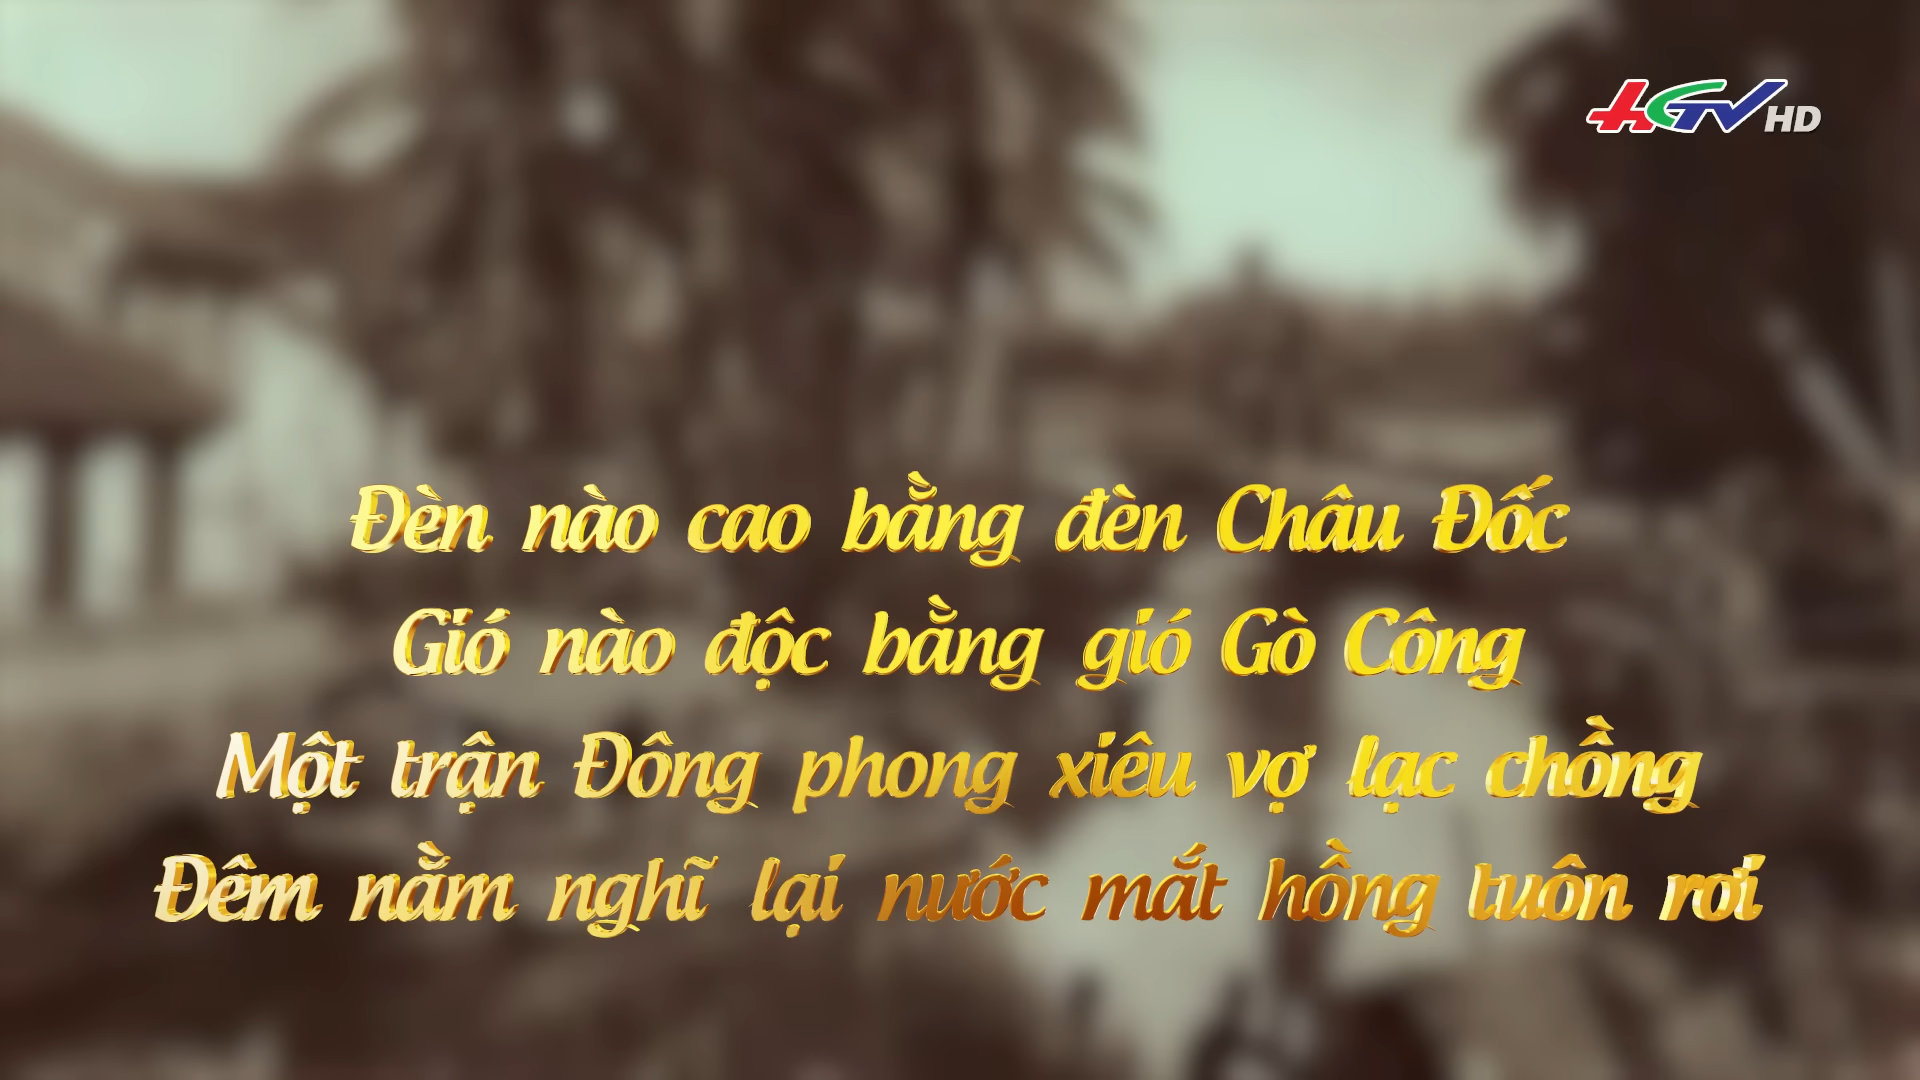 HGTV HD
Đèn nào cao bằng đèn Châu Đốc
Gió nào độc bằng gió Gò Công
Một trận Đông phong xiêu vợ lạc chồng
Đêm nằm nghĩ lại nước mắt hồng tuôn rơi